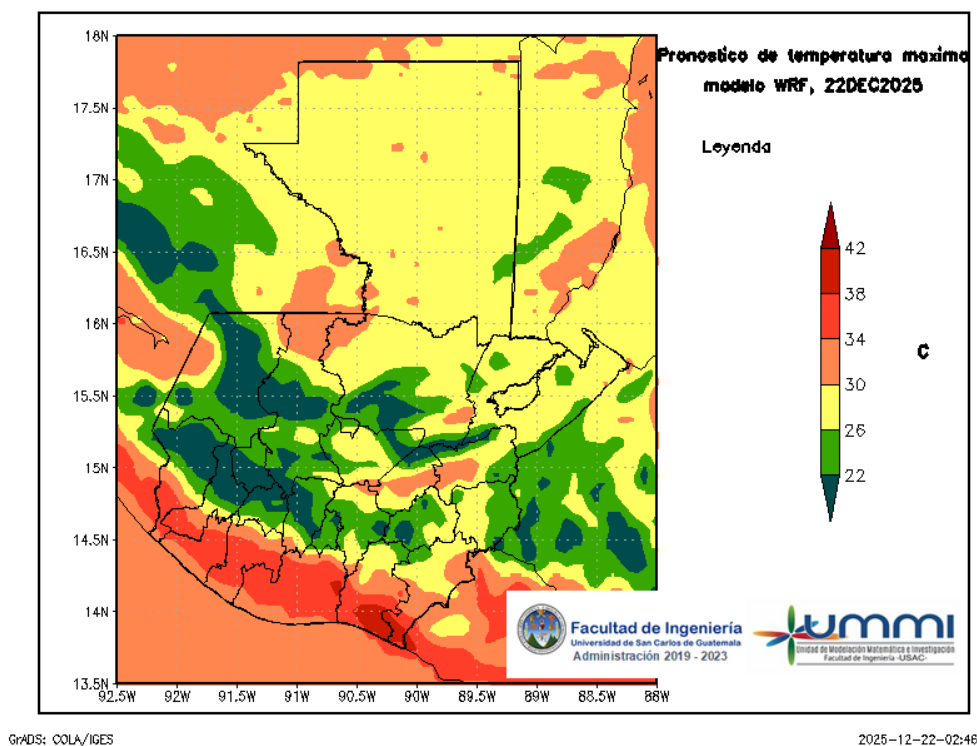 Pronostico de temperatura maxima
modelo WRF, 22DEC2025
Leyenda
42
38
34
30
26
22
C
18N
17.5N
17N
16.5N
16N
15.5N
15N
14.5N
14N
13.5N
92.5W 92W 91.5W 91W 90.5W 90W 89.5W 89W 88.5W 88W
Facultad de Ingeniería
Universidad de San Carlos de Guatemala
Administración 2019 - 2023
ummi
Unidad de Modelación Matemática e Investigación
Facultad de Ingeniería -USAC-
GrADS: COLA/IGES
2025-12-22-02:46